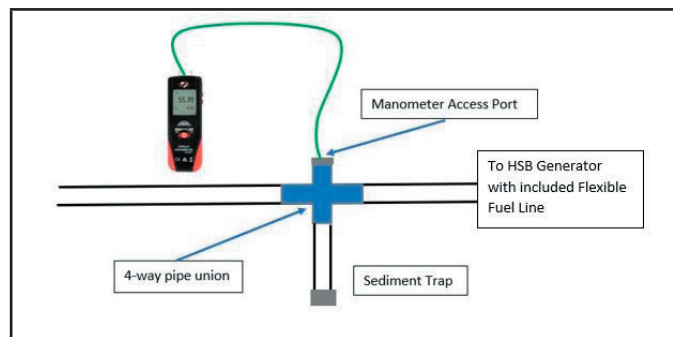 Manometer Access Port
To HSB Generator
with included Flexible
Fuel Line
4-way pipe union
Sediment Trap